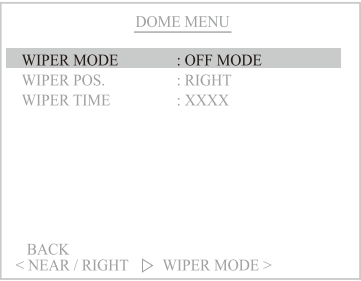 DOME MENU
WIPER MODE : OFF MODE
WIPER POS. : RIGHT
WIPER TIME : XXXX
BACK
< NEAR / RIGHT ▷ WIPER MODE >